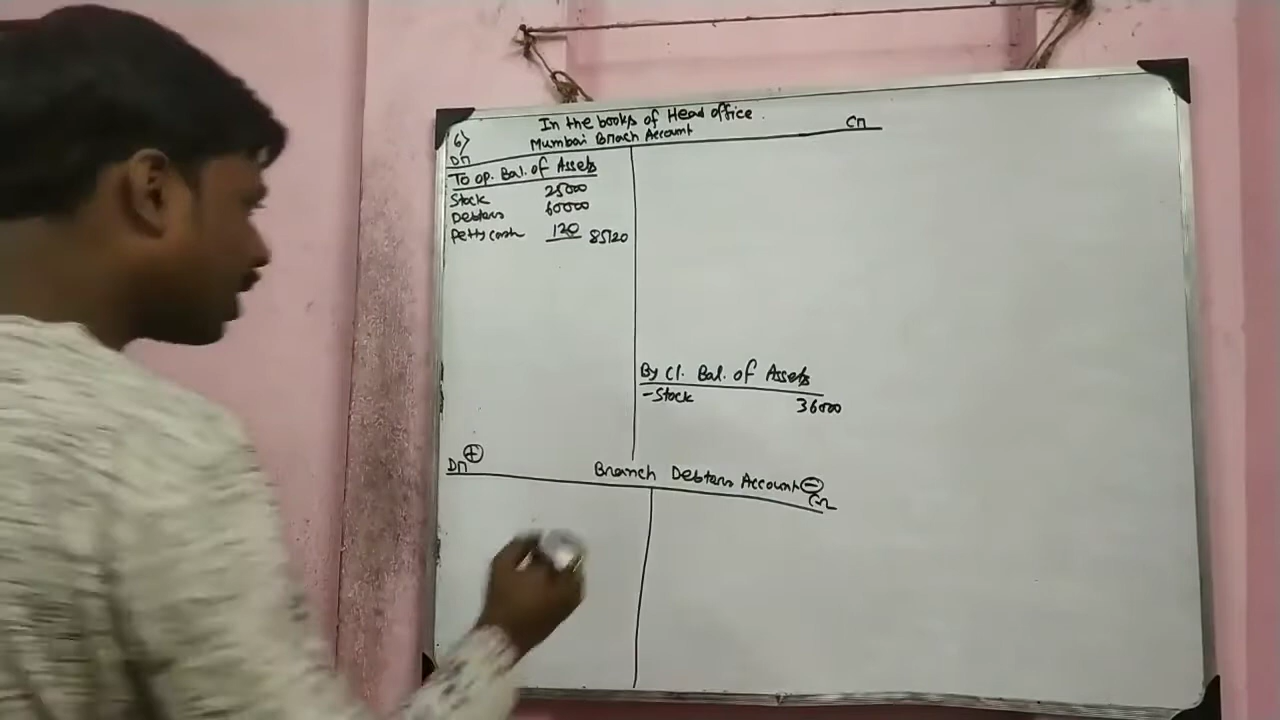 In the books of Head office.
6)
Mumbai Brach Account
Dr
Cr
To op. Bal. of Assets
Stock 25000
Debtors 60000
Petty cash 120 85120
By Cl. Bal. of Assets
-Stock 36000
Dr +
Branch Debtors Account -
Cr